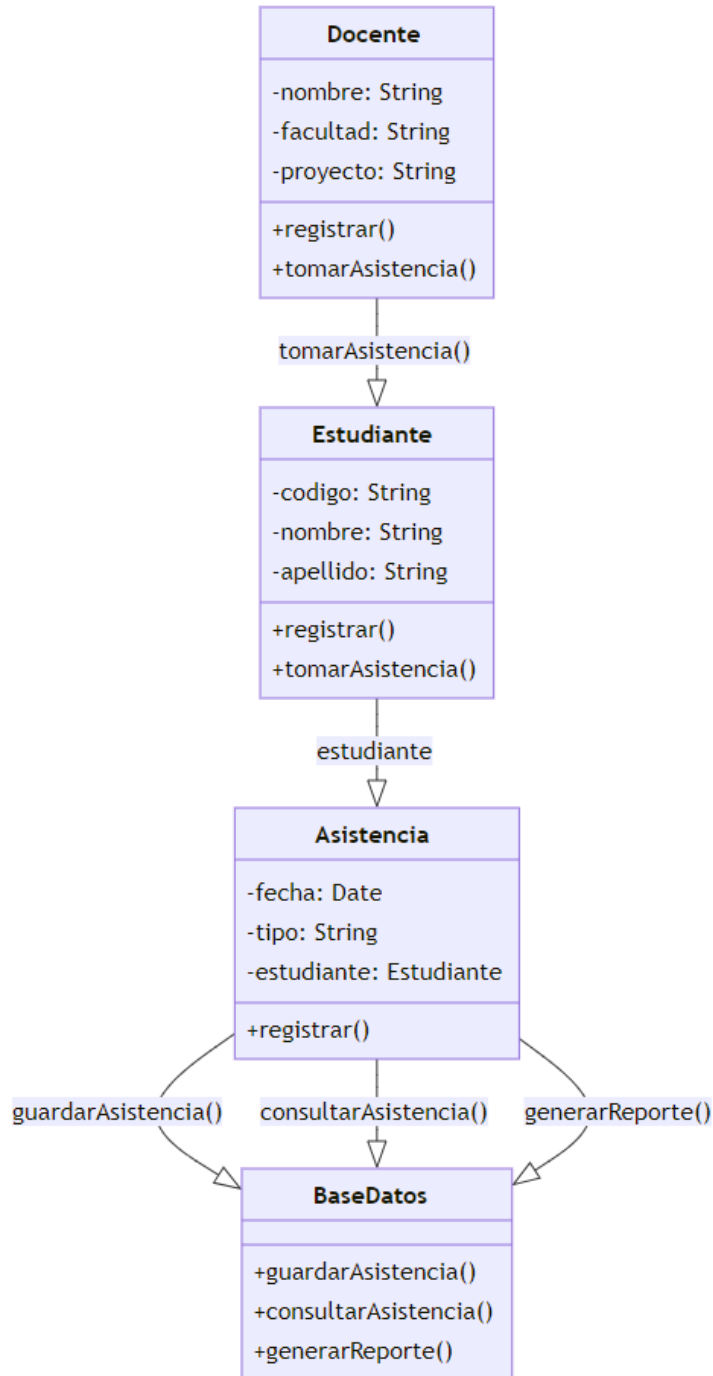 Docente
-nombre: String
-facultad: String
-proyecto: String
+registrar()
+tomarAsistencia()
tomarAsistencia()
Estudiante
-codigo: String
-nombre: String
-apellido: String
+registrar()
+tomarAsistencia()
estudiante
Asistencia
-fecha: Date
-tipo: String
-estudiante: Estudiante
+registrar()
guardarAsistencia()
consultarAsistencia()
generarReporte()
BaseDatos
+guardarAsistencia()
+consultarAsistencia()
+generarReporte()